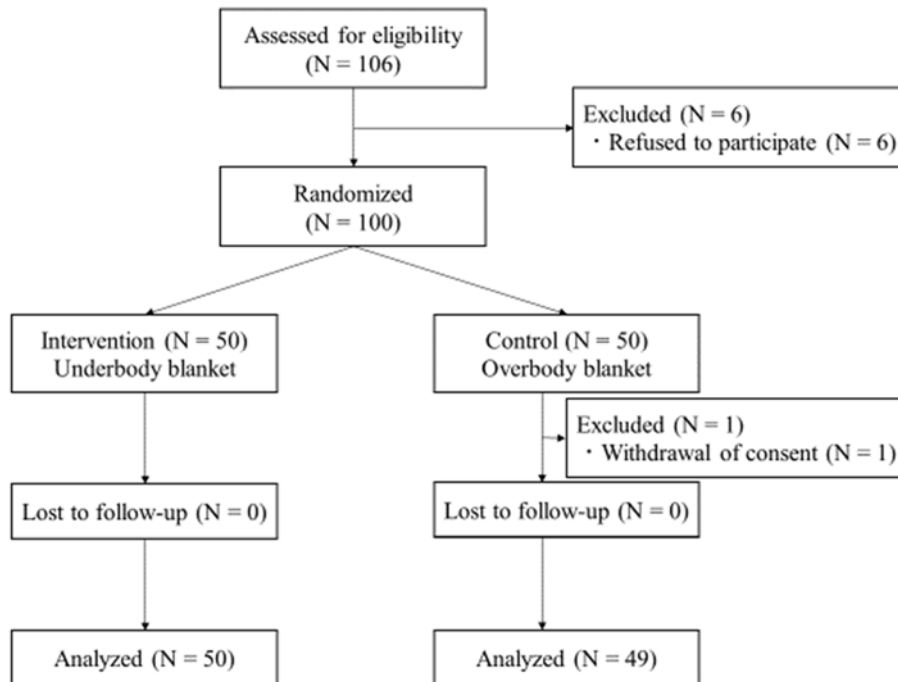 Assessed for eligibility
(N = 106)
Excluded (N = 6)
・Refused to participate (N = 6)
Randomized
(N = 100)
Intervention (N = 50)
Underbody blanket
Control (N = 50)
Overbody blanket
Excluded (N = 1)
・Withdrawal of consent (N = 1)
Lost to follow-up (N = 0)
Lost to follow-up (N = 0)
Analyzed (N = 50)
Analyzed (N = 49)